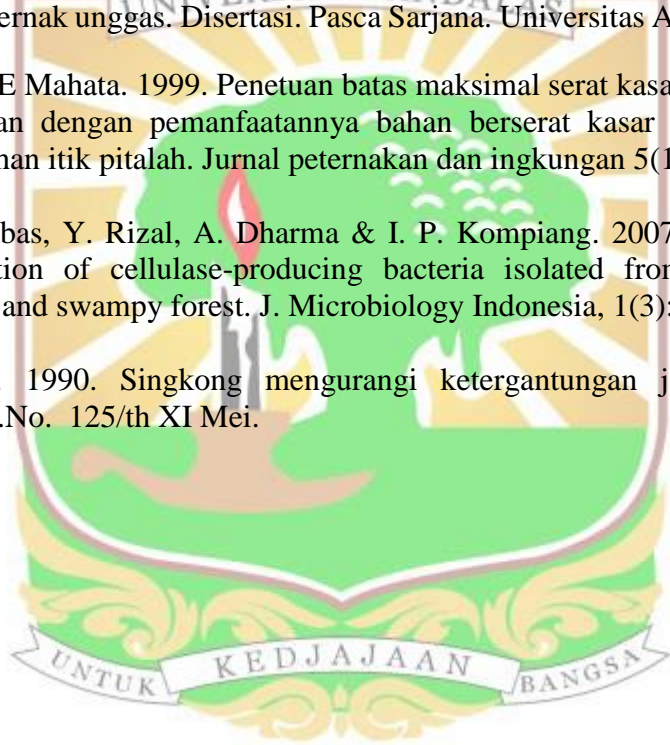 ernak unggas. Disertasi. Pasca Sarjana. Universitas A
E Mahata. 1999. Penetuan batas maksimal serat kasa
an dengan pemanfaatannya bahan berserat kasar
nan itik pitalah. Jurnal peternakan dan ingkungan 5(1
bas, Y. Rizal, A. Dharma & I. P. Kompiang. 2007
tion of cellulase-producing bacteria isolated from
and swampy forest. J. Microbiology Indonesia, 1(3):
1990. Singkong mengurangi ketergantungan j
.No. 125/th XI Mei.
UNTUK KEDJAJAAN BANGSA